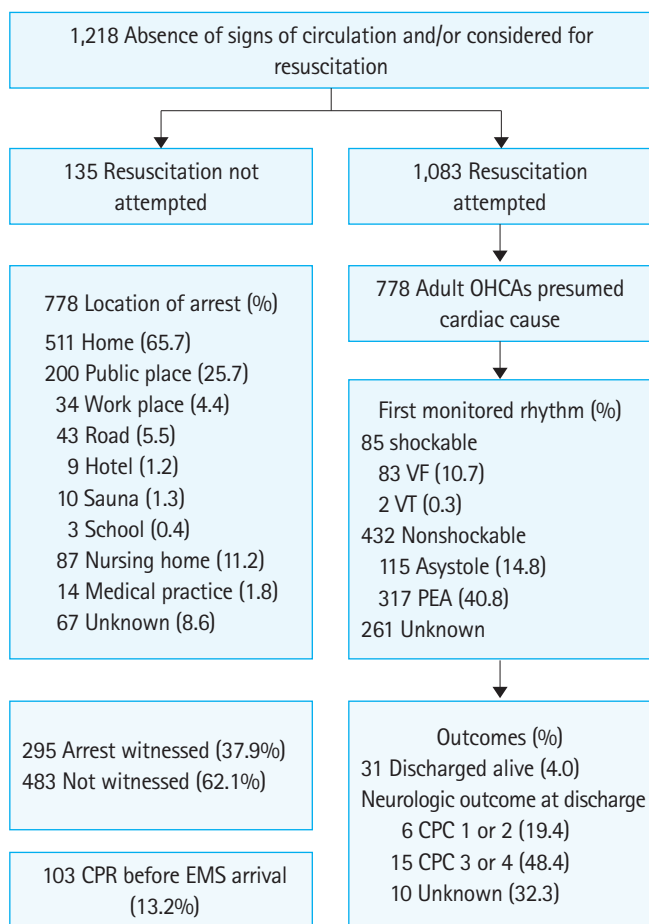 1,218 Absence of signs of circulation and/or considered for
resuscitation
135 Resuscitation not
attempted
1,083 Resuscitation
attempted
778 Location of arrest (%)
511 Home (65.7)
200 Public place (25.7)
34 Work place (4.4)
43 Road (5.5)
9 Hotel (1.2)
10 Sauna (1.3)
3 School (0.4)
87 Nursing home (11.2)
14 Medical practice (1.8)
67 Unknown (8.6)
778 Adult OHCAs presumed
cardiac cause
First monitored rhythm (%)
85 shockable
83 VF (10.7)
2 VT (0.3)
432 Nonshockable
115 Asystole (14.8)
317 PEA (40.8)
261 Unknown
295 Arrest witnessed (37.9%)
483 Not witnessed (62.1%)
103 CPR before EMS arrival
(13.2%)
Outcomes (%)
31 Discharged alive (4.0)
Neurologic outcome at discharge
6 CPC 1 or 2 (19.4)
15 CPC 3 or 4 (48.4)
10 Unknown (32.3)